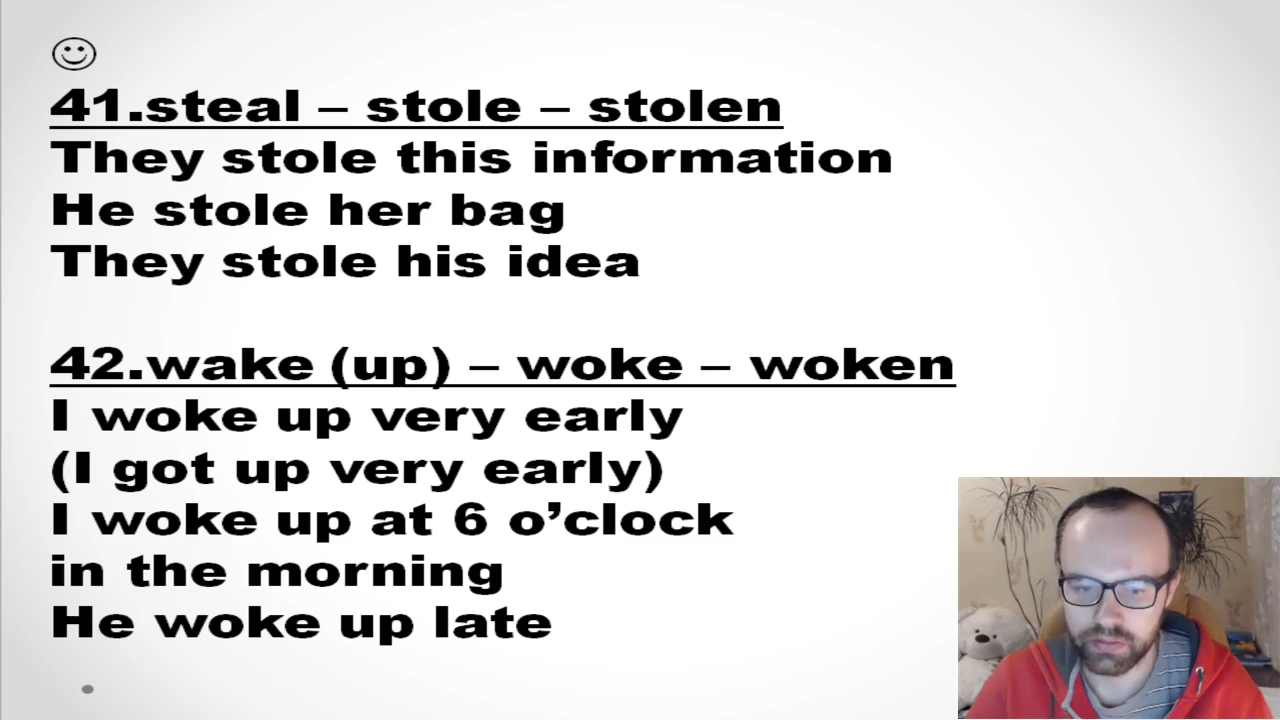 41.steal – stole – stolen
They stole this information
He stole her bag
They stole his idea
42.wake (up) – woke – woken
I woke up very early
(I got up very early)
I woke up at 6 o’clock
in the morning
He woke up late